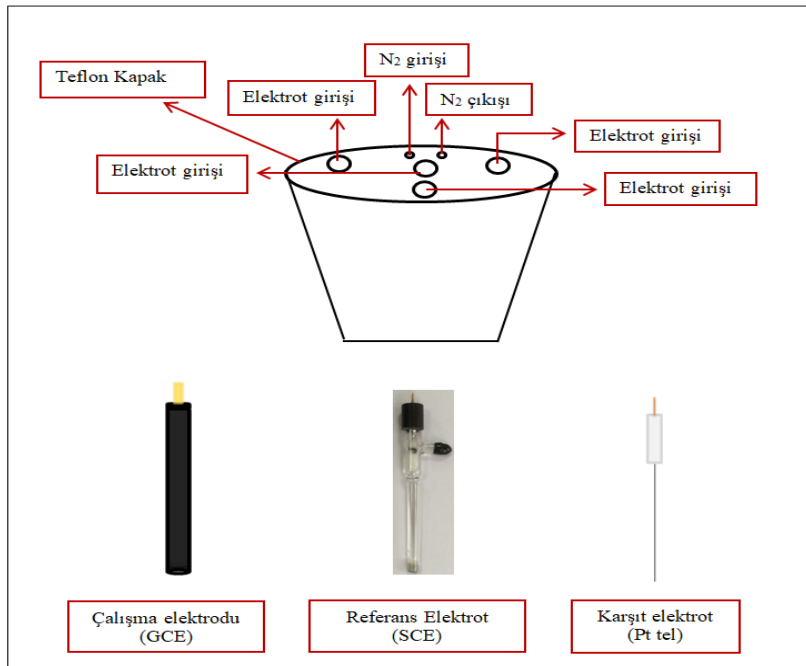 N2 girişi
Teflon Kapak
Elektrot girişi
N2 çıkışı
Elektrot girişi
Elektrot girişi
Elektrot girişi
Çalışma elektrodu
(GCE)
Referans Elektrot
(SCE)
Karşıt elektrot
(Pt tel)